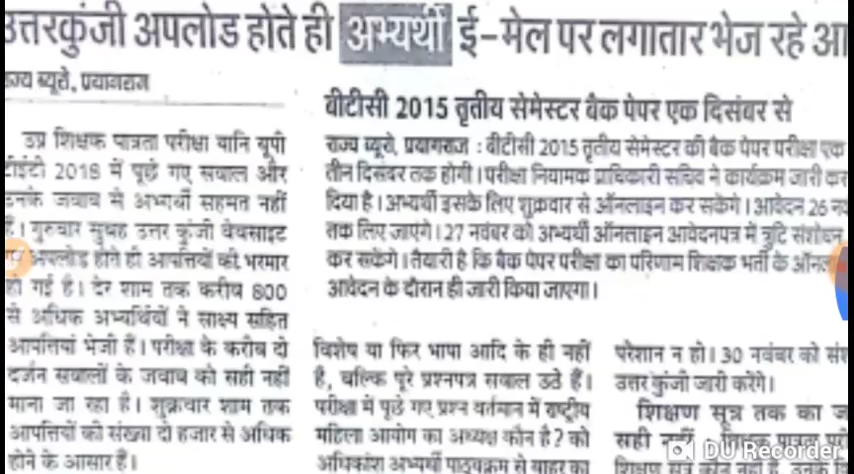 उत्तरकुंजी अपलोड होते ही अभ्यर्थी ई-मेल पर लगातार भेज रहे
राज्य ब्यूरो, प्रयागराज
उप्र शिक्षक पात्रता परीक्षा यानि यूपी
टीईटी 2018 में पूछे गए सवाल और
उनके जवाब से अभ्यर्थी सहमत नहीं
हैं। गुरुवार सुबह उत्तर कुंजी वेबसाइट
अपलोड होते ही आपत्तियों की भरमार
हो गई है। देर शाम तक करीब 800
से अधिक अभ्यर्थियों ने साक्ष्य सहित
आपत्तियां भेजी हैं। परीक्षा के करीब दो
दर्जन सवालों के जवाब को सही नहीं
माना जा रहा है। शुक्रवार शाम तक
आपत्तियों की संख्या दो हजार से अधिक
होने के आसार हैं।
बीटीसी 2015 तृतीय सेमेस्टर बैक पेपर एक दिसंबर से
राज्य ब्यूरो, प्रयागराज : बीटीसी 2015 तृतीय सेमेस्टर की बैक पेपर परीक्षा एक
तीन दिसंबर तक होगी। परीक्षा नियामक प्राधिकारी सचिव ने कार्यक्रम जारी कर
दिया है। अभ्यर्थी इसके लिए शुक्रवार से ऑनलाइन कर सकेंगे। आवेदन 26
तक लिए जाएंगे। 27 नवंबर को अभ्यर्थी ऑनलाइन आवेदनपत्र में त्रुटि संशोधन
कर सकेंगे। तैयारी है कि बैक पेपर परीक्षा का परिणाम शिक्षक भर्ती के
आवेदन के दौरान ही जारी किया जाएगा।
विशेष या फिर भाषा आदि के ही नहीं
हैं, बल्कि पूरे प्रश्नपत्र सवाल उठे हैं।
परीक्षा में पूछे गए प्रश्न वर्तमान में राष्ट्रीय
महिला आयोग का अध्यक्ष कौन है? को
अधिकांश अभ्यर्थी पाठ्यक्रम से बाहर का
परेशान न हो। 30 नवंबर को
उत्तर कुंजी जारी करेंगे।
शिक्षण सूत्र तक का
सही नहीं
DU Recorder